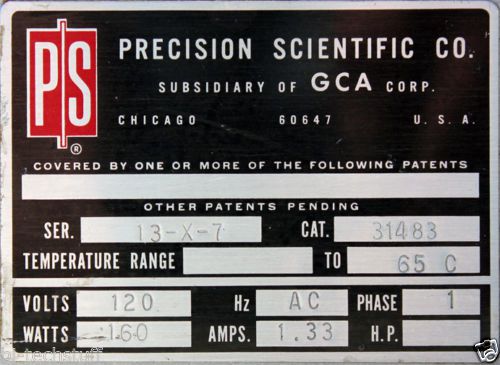 PS
®
PRECISION SCIENTIFIC CO.
SUBSIDIARY OF GCA CORP.
CHICAGO 60647 U.S.A.
COVERED BY ONE OR MORE OF THE FOLLOWING PATENTS
OTHER PATENTS PENDING
SER. 13-X-7 CAT. 31483
TEMPERATURE RANGE TO 65 C
VOLTS 120 Hz AC PHASE 1
WATTS 160 AMPS. 1.33 H.P.